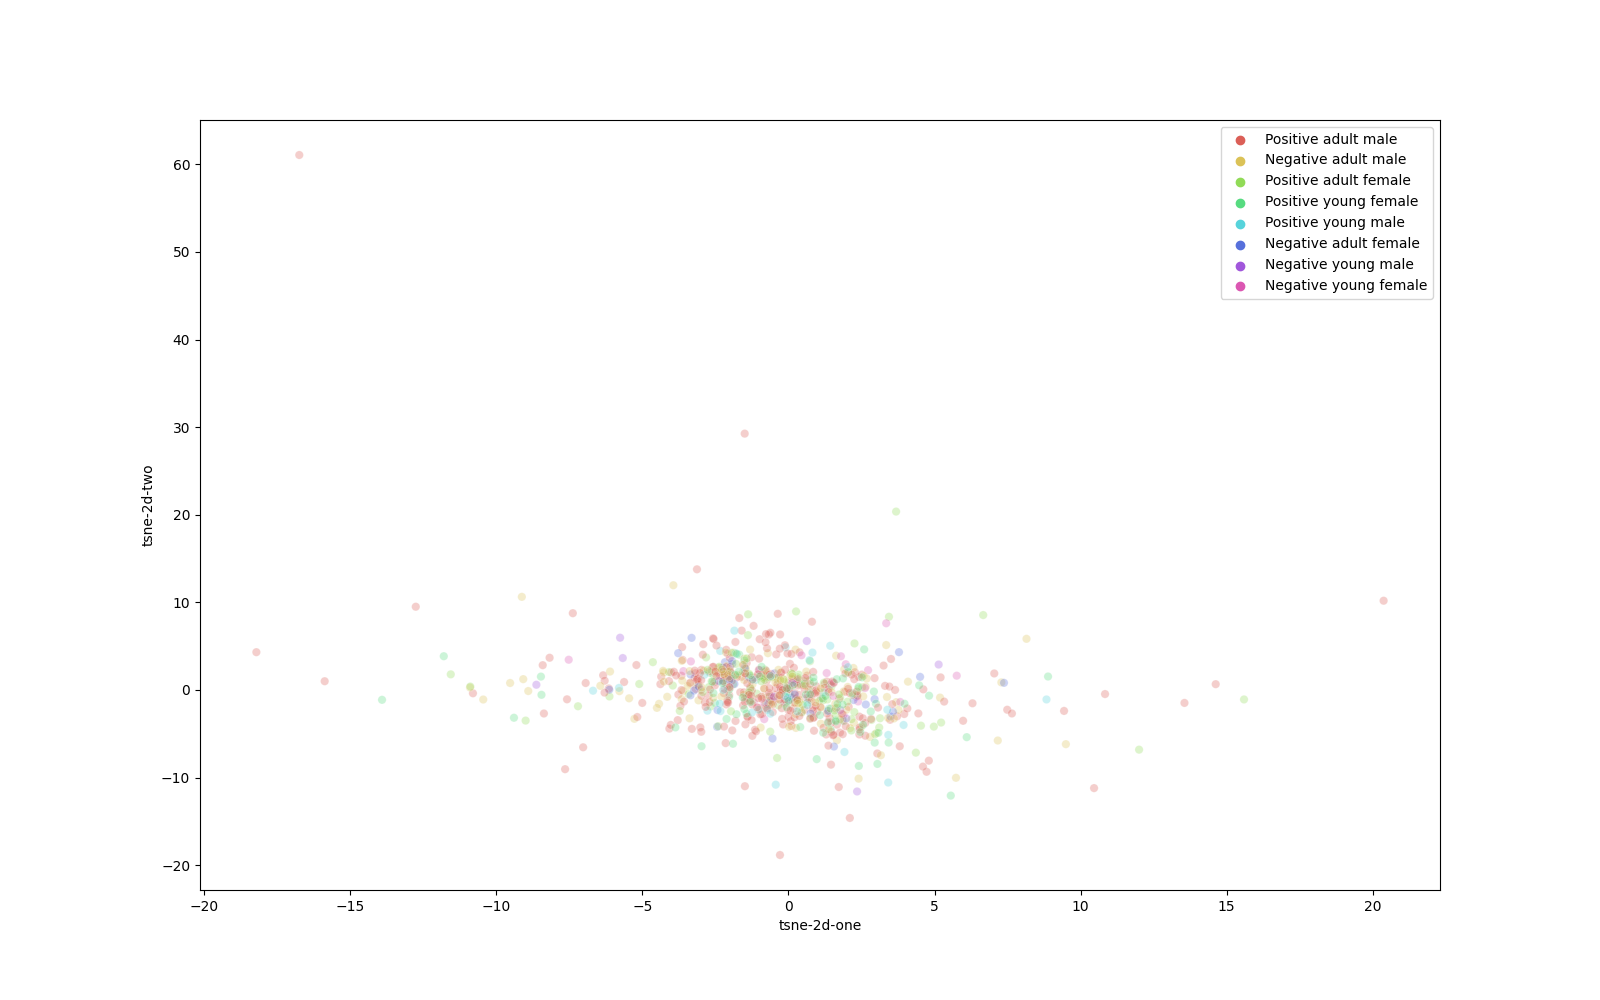 Positive adult male
Negative adult male
Positive adult female
Positive young female
Positive young male
Negative adult female
Negative young male
Negative young female
60
50
40
30
20
10
0
−10
−20
tsne-2d-two
−20 −15 −10 −5 0 5 10 15 20
tsne-2d-one